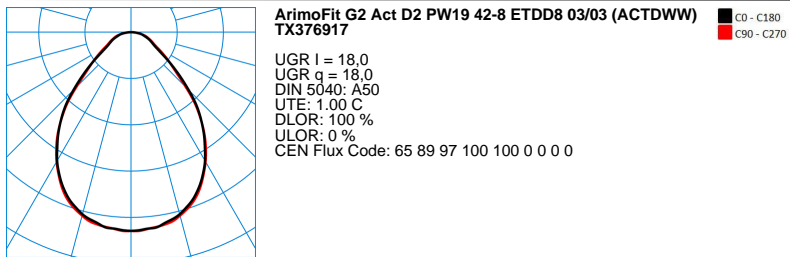 ArimoFit G2 Act D2 PW19 42-8 ETDD8 03/03 (ACTDWW)
TX376917
C0 - C180
C90 - C270
UGR I = 18,0
UGR q = 18,0
DIN 5040: A50
UTE: 1.00 C
DLOR: 100 %
ULOR: 0 %
CEN Flux Code: 65 89 97 100 100 0 0 0 0